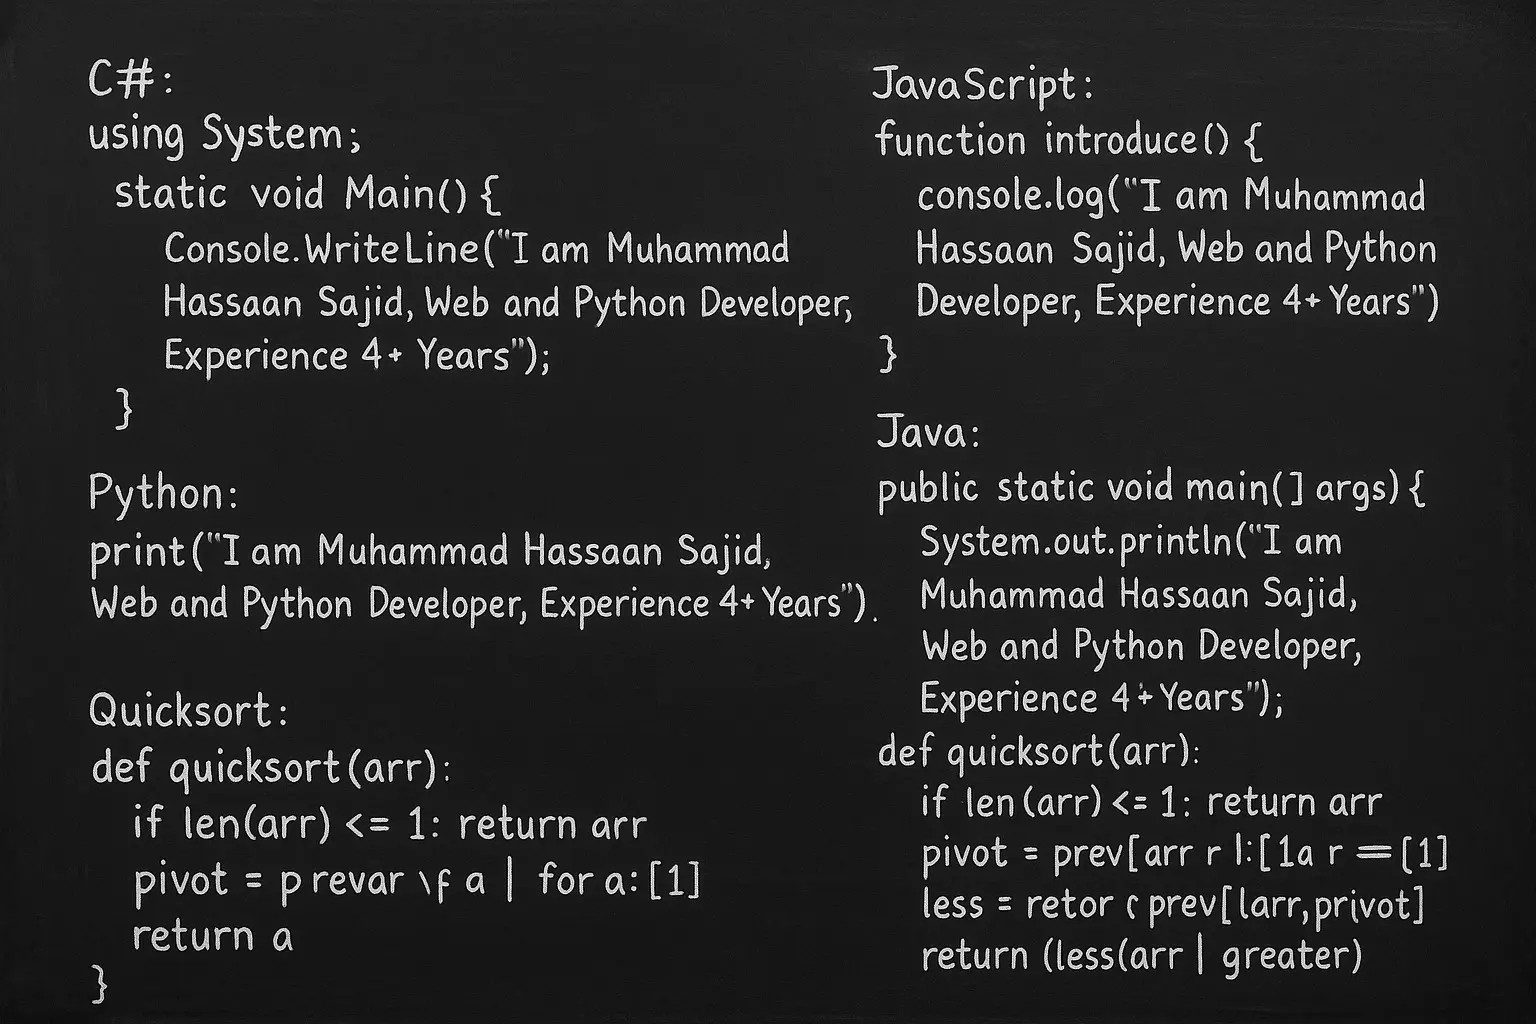 C#:
using System;
static void Main() {
Console.WriteLine("I am Muhammad
Hassaan Sajid, Web and Python Developer,
Experience 4+ Years");
}
Python:
print("I am Muhammad Hassaan Sajid,
Web and Python Developer, Experience 4+ Years").
Quicksort:
def quicksort(arr):
if len(arr) <= 1: return arr
pivot = p revar \f a | for a: [1]
return a
}
JavaScript:
function introduce() {
console.log("I am Muhammad
Hassaan Sajid, Web and Python
Developer, Experience 4+ Years")
}
Java:
public static void main(] args) {
System.out.println("I am
Muhammad Hassaan Sajid,
Web and Python Developer,
Experience 4+ Years");
def quicksort(arr):
if len(arr) <= 1: return arr
pivot = prev[arr r l:[1a r == [1]
less = retor ( prev[larr, privot]
return (less(arr | greater)